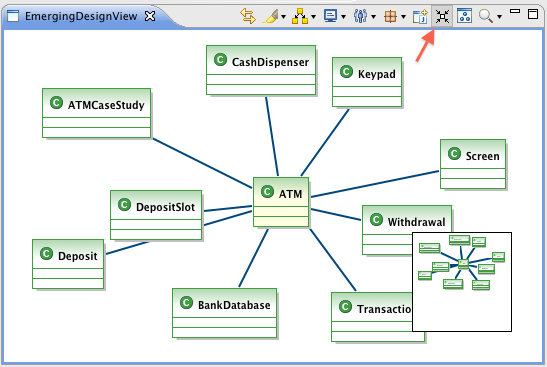 EmergingDesignView
CashDispenser
Keypad
ATMCaseStudy
Screen
ATM
DepositSlot
Withdrawal
Deposit
BankDatabase
Transactio